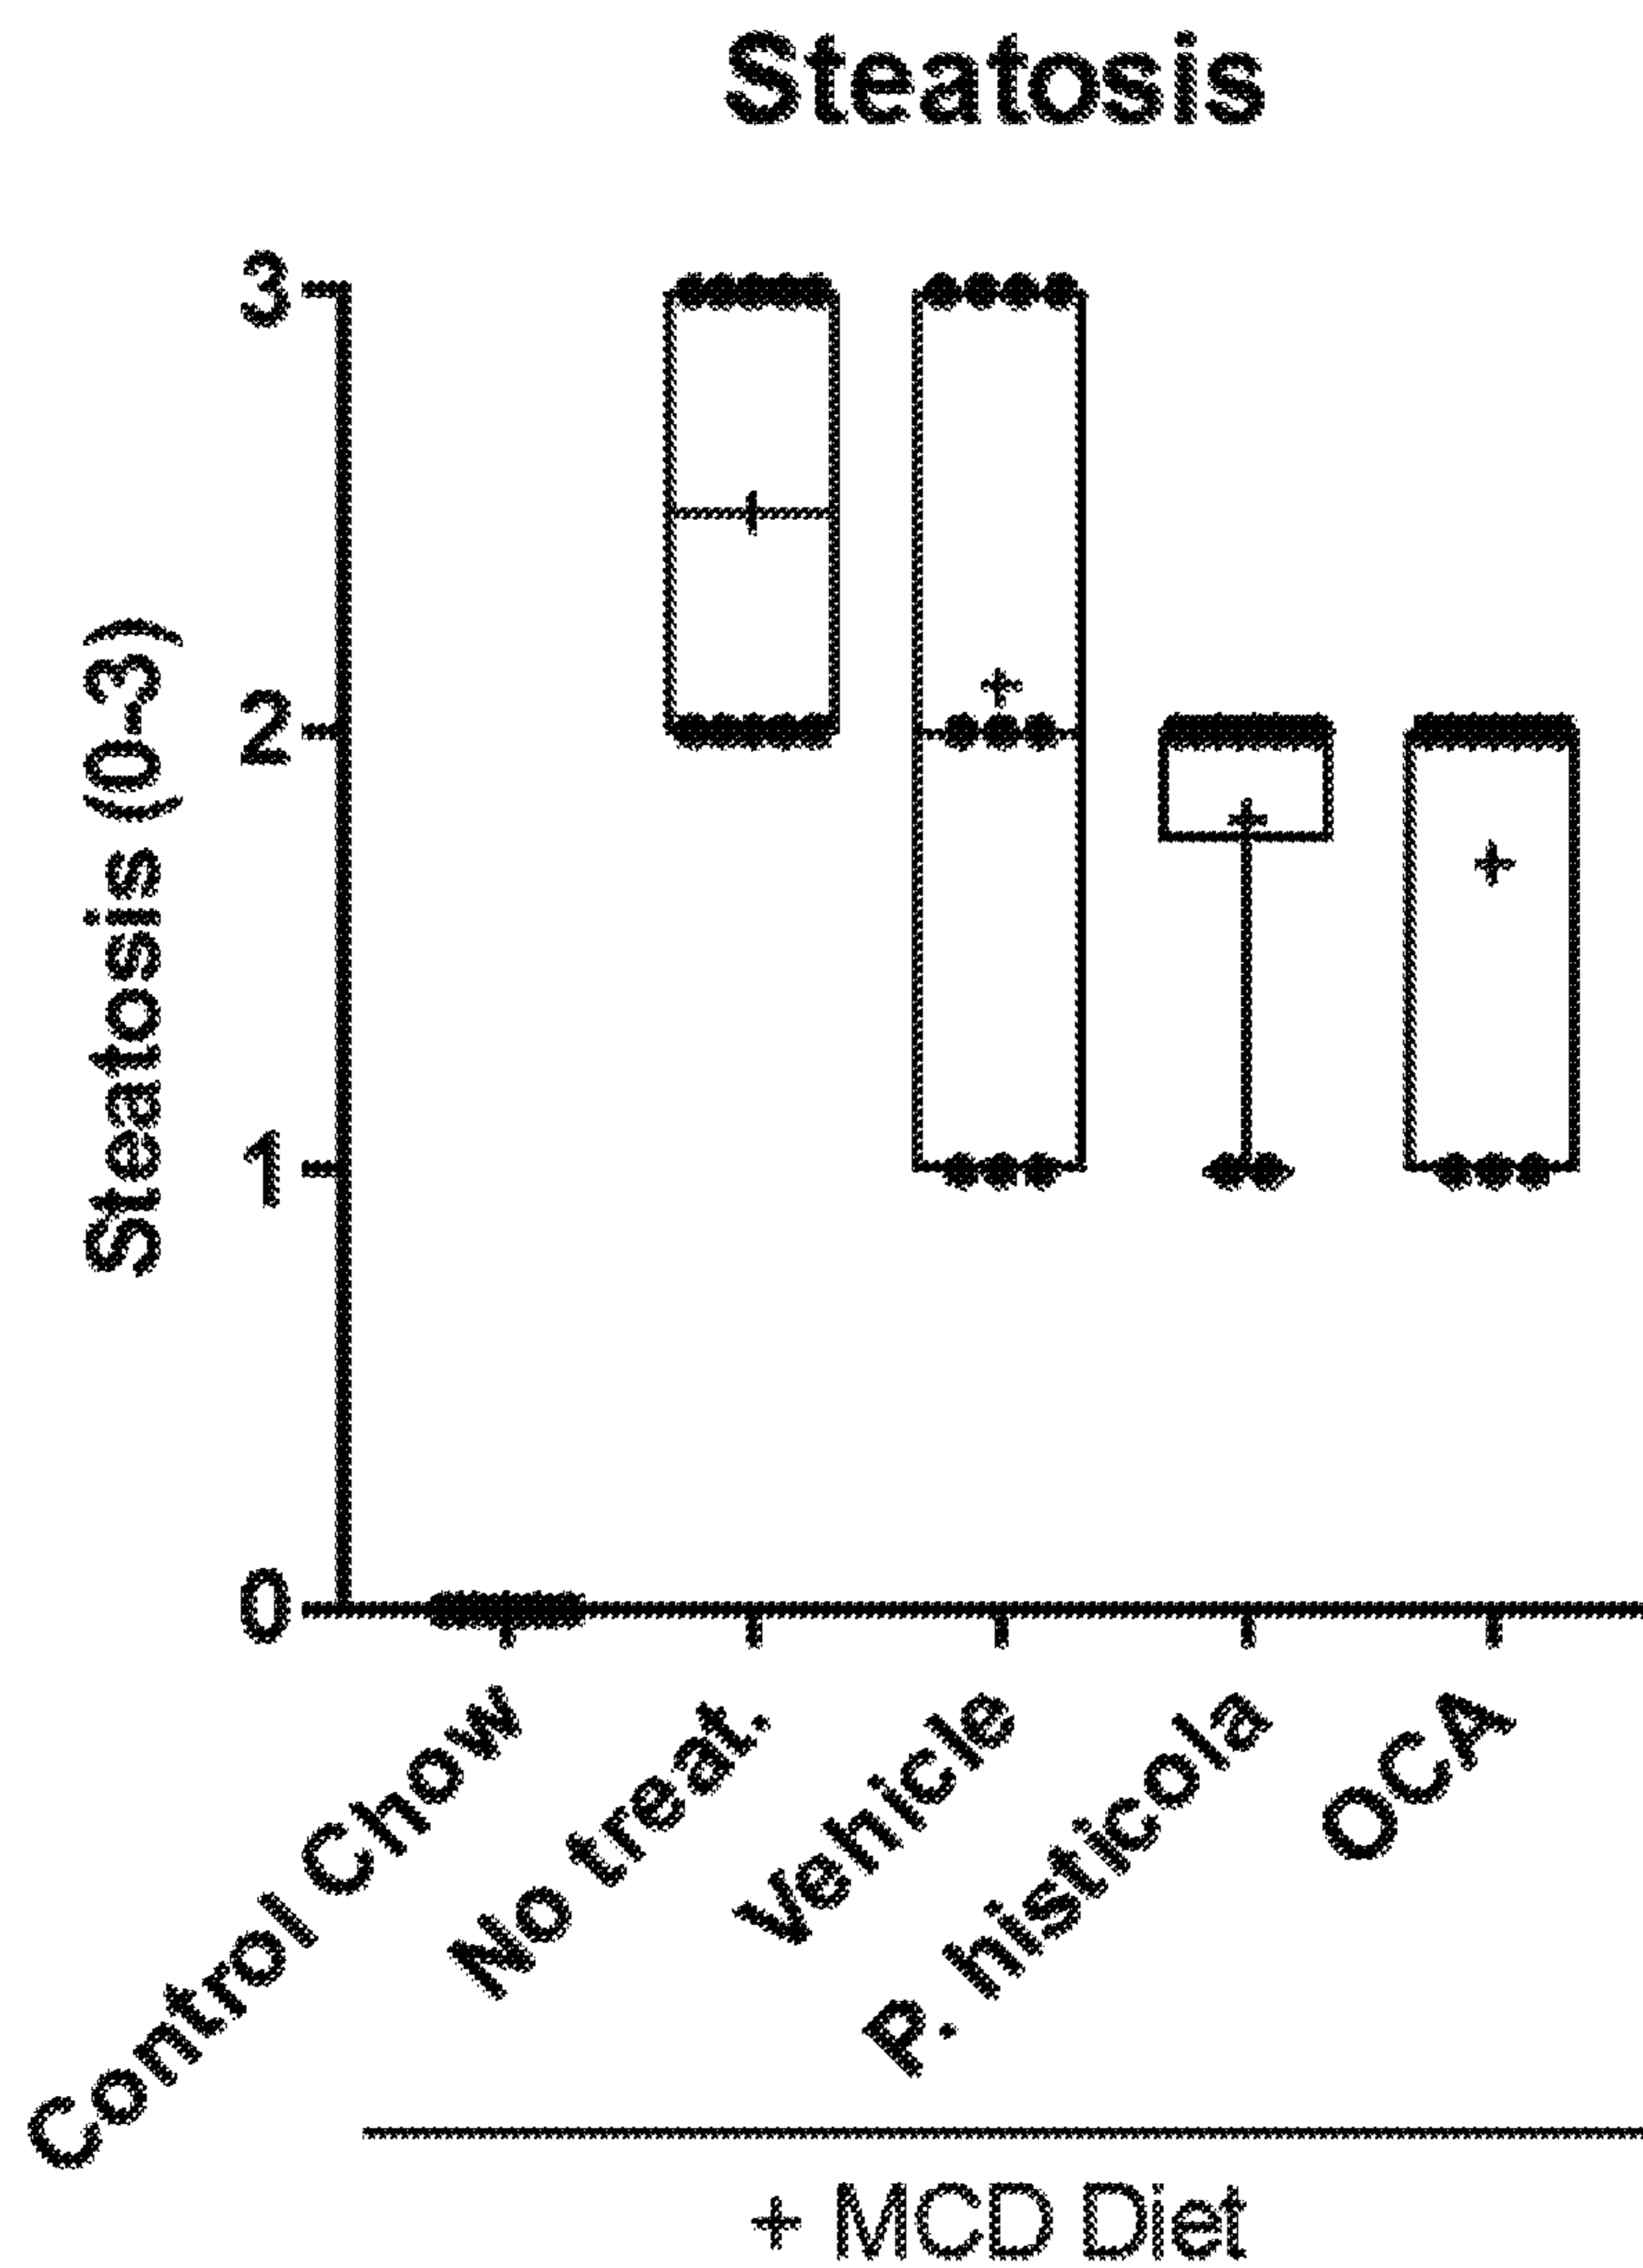 Steatosis
Steatosis (0-3)
3
2
1
0
Control Chow
No treat.
Vehicle
P. histicola
OCA
+ MCD Diet